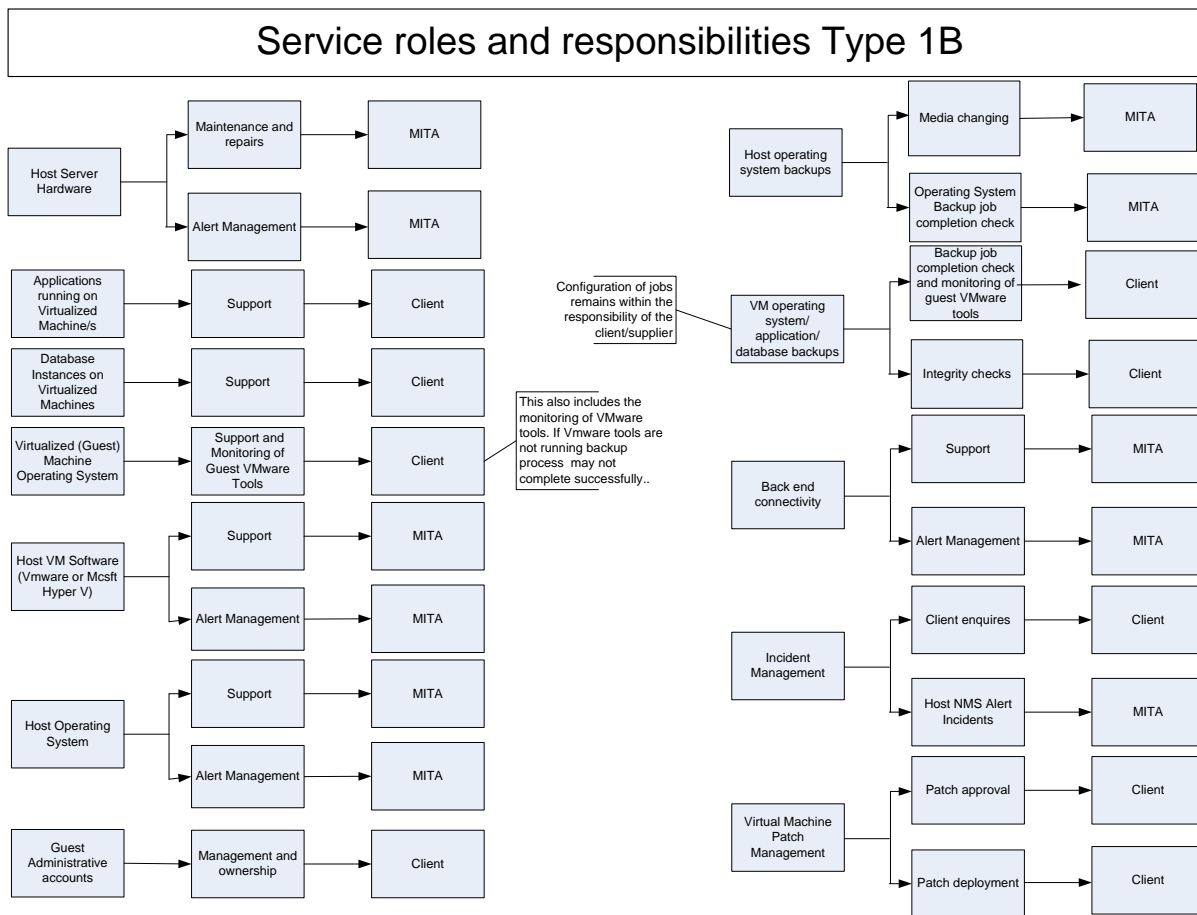 Service roles and responsibilities Type 1B
Host Server
Hardware
Maintenance and
repairs
MITA
Alert Management
MITA
Applications
running on
Virtualized
Machine/s
Support
Client
Database
Instances on
Virtualized
Machines
Support
Client
Virtualized (Guest)
Machine
Operating System
Support and
Monitoring of
Guest VMware
Tools
Client
This also includes the
monitoring of VMware
tools. If Vmware tools are
not running backup
process  may not
complete successfully..
Host VM Software
(Vmware or Mcsft
Hyper V)
Support
MITA
Alert Management
MITA
Host Operating
System
Support
MITA
Alert Management
MITA
Guest
Administrative
accounts
Management and
ownership
Client
Host operating
system backups
Media changing
MITA
Operating System
Backup job
completion check
MITA
Configuration of jobs
remains within the
responsibility of the
client/supplier
VM operating
system/
application/
database backups
Backup job
completion check
and monitoring of
guest VMware
tools
Client
Integrity checks
Client
Back end
connectivity
Support
MITA
Alert Management
MITA
Incident
Management
Client enquires
Client
Host NMS Alert
Incidents
MITA
Virtual Machine
Patch
Management
Patch approval
Client
Patch deployment
Client